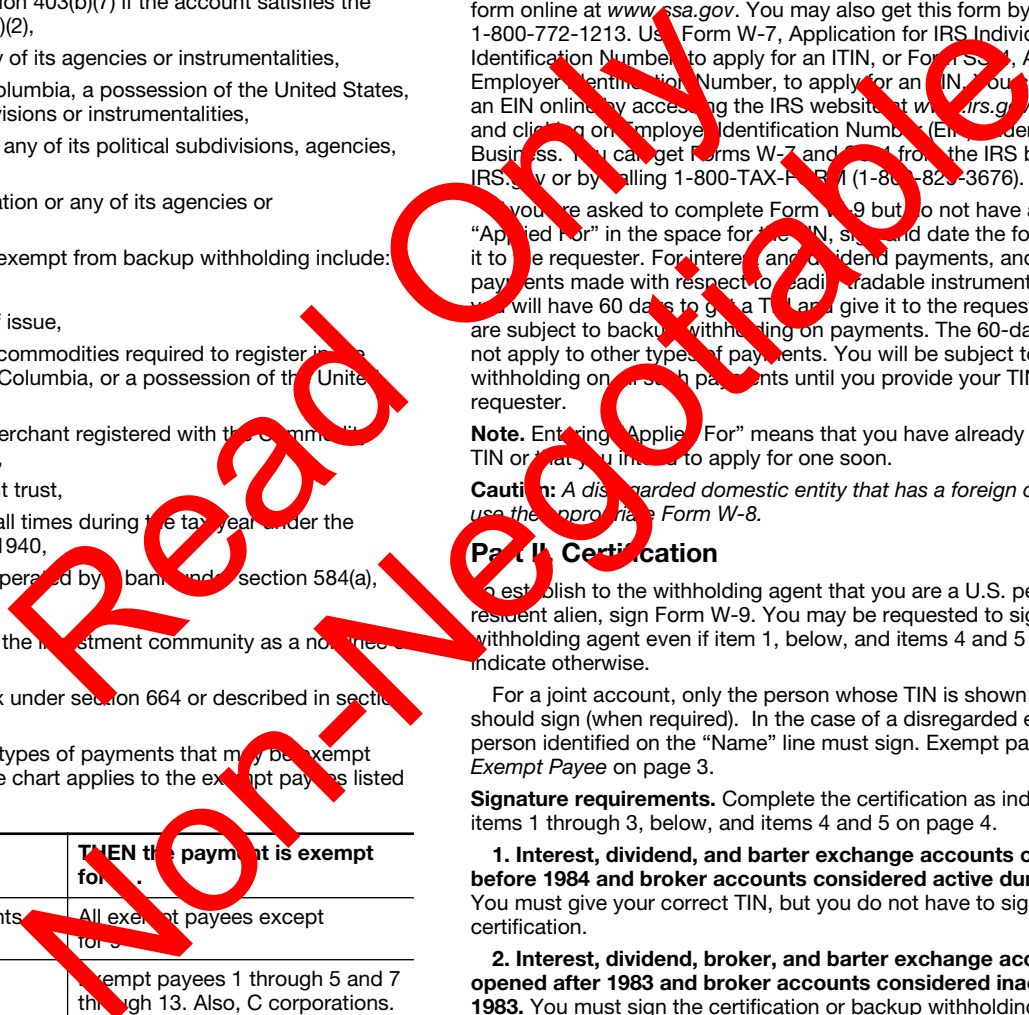 ion 403(b)(7) if the account satisfies the
)(2),
y of its agencies or instrumentalities,
olumbia, a possession of the United States,
visions or instrumentalities,
any of its political subdivisions, agencies,
ation or any of its agencies or
exempt from backup withholding include:
f issue,
commodities required to register in the
Columbia, or a possession of the United
erchant registered with the Commodity
,
t trust,
all times during the tax year under the
1940,
perated by a bank under section 584(a),
the investment community as a nominee
x under section 664 or described in section
types of payments that may be exempt
e chart applies to the exempt payees listed
THEN the payment is exempt
for . .
nts
All exempt payees except
for 9
Exempt payees 1 through 5 and 7
through 13. Also, C corporations.
form online at www.ssa.gov. You may also get this form by
1-800-772-1213. Use Form W-7, Application for IRS Individ
Identification Number, to apply for an ITIN, or Form SS-4, A
Employer Identification Number, to apply for an EIN. You
an EIN online by accessing the IRS website at www.irs.gov
and clicking on Employer Identification Number (EIN) under
Business. You can get Forms W-7 and SS-4 from the IRS b
IRS.gov or by calling 1-800-TAX-FORM (1-800-829-3676).
you are asked to complete Form W-9 but do not have a
“Applied For” in the space for the TIN, sign and date the fo
it to the requester. For interest and dividend payments, and
payments made with respect to readily tradable instrument
you will have 60 days to get a TIN and give it to the request
are subject to backup withholding on payments. The 60-da
not apply to other types of payments. You will be subject to
withholding on all such payments until you provide your TIN
requester.
Note. Entering “Applied For” means that you have already
TIN or that you intend to apply for one soon.
Caution: A disregarded domestic entity that has a foreign o
use the appropriate Form W-8.
Part II. Certification
To establish to the withholding agent that you are a U.S. pe
resident alien, sign Form W-9. You may be requested to sig
withholding agent even if item 1, below, and items 4 and 5
indicate otherwise.
For a joint account, only the person whose TIN is shown
should sign (when required). In the case of a disregarded e
person identified on the “Name” line must sign. Exempt pa
Exempt Payee on page 3.
Signature requirements. Complete the certification as ind
items 1 through 3, below, and items 4 and 5 on page 4.
1. Interest, dividend, and barter exchange accounts o
before 1984 and broker accounts considered active dur
You must give your correct TIN, but you do not have to sig
certification.
2. Interest, dividend, broker, and barter exchange acc
opened after 1983 and broker accounts considered inac
1983. You must sign the certification or backup withholding
Read Only
Non-Negotiable